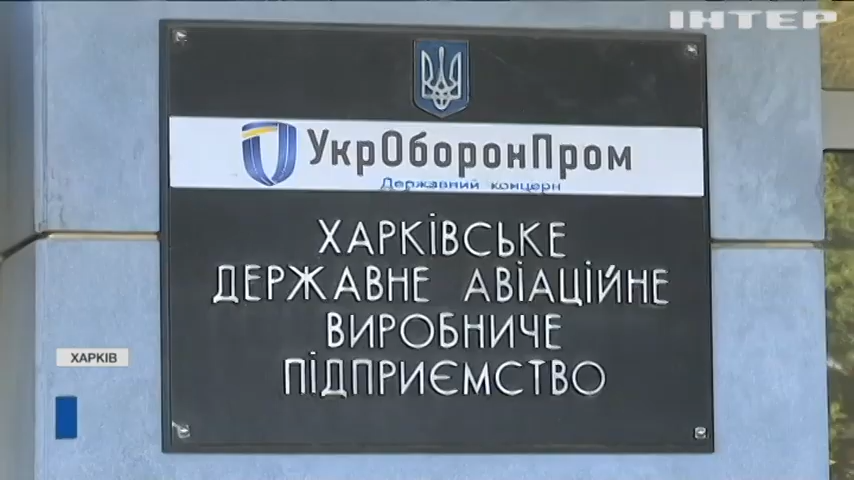 ІНТЕР
УкрОборонПром
Державний концерн
ХАРКІВСЬКЕ
ДЕРЖАВНЕ АВІАЦІЙНЕ
ВИРОБНИЧЕ
ПІДПРИЄМСТВО
ХАРКІВ